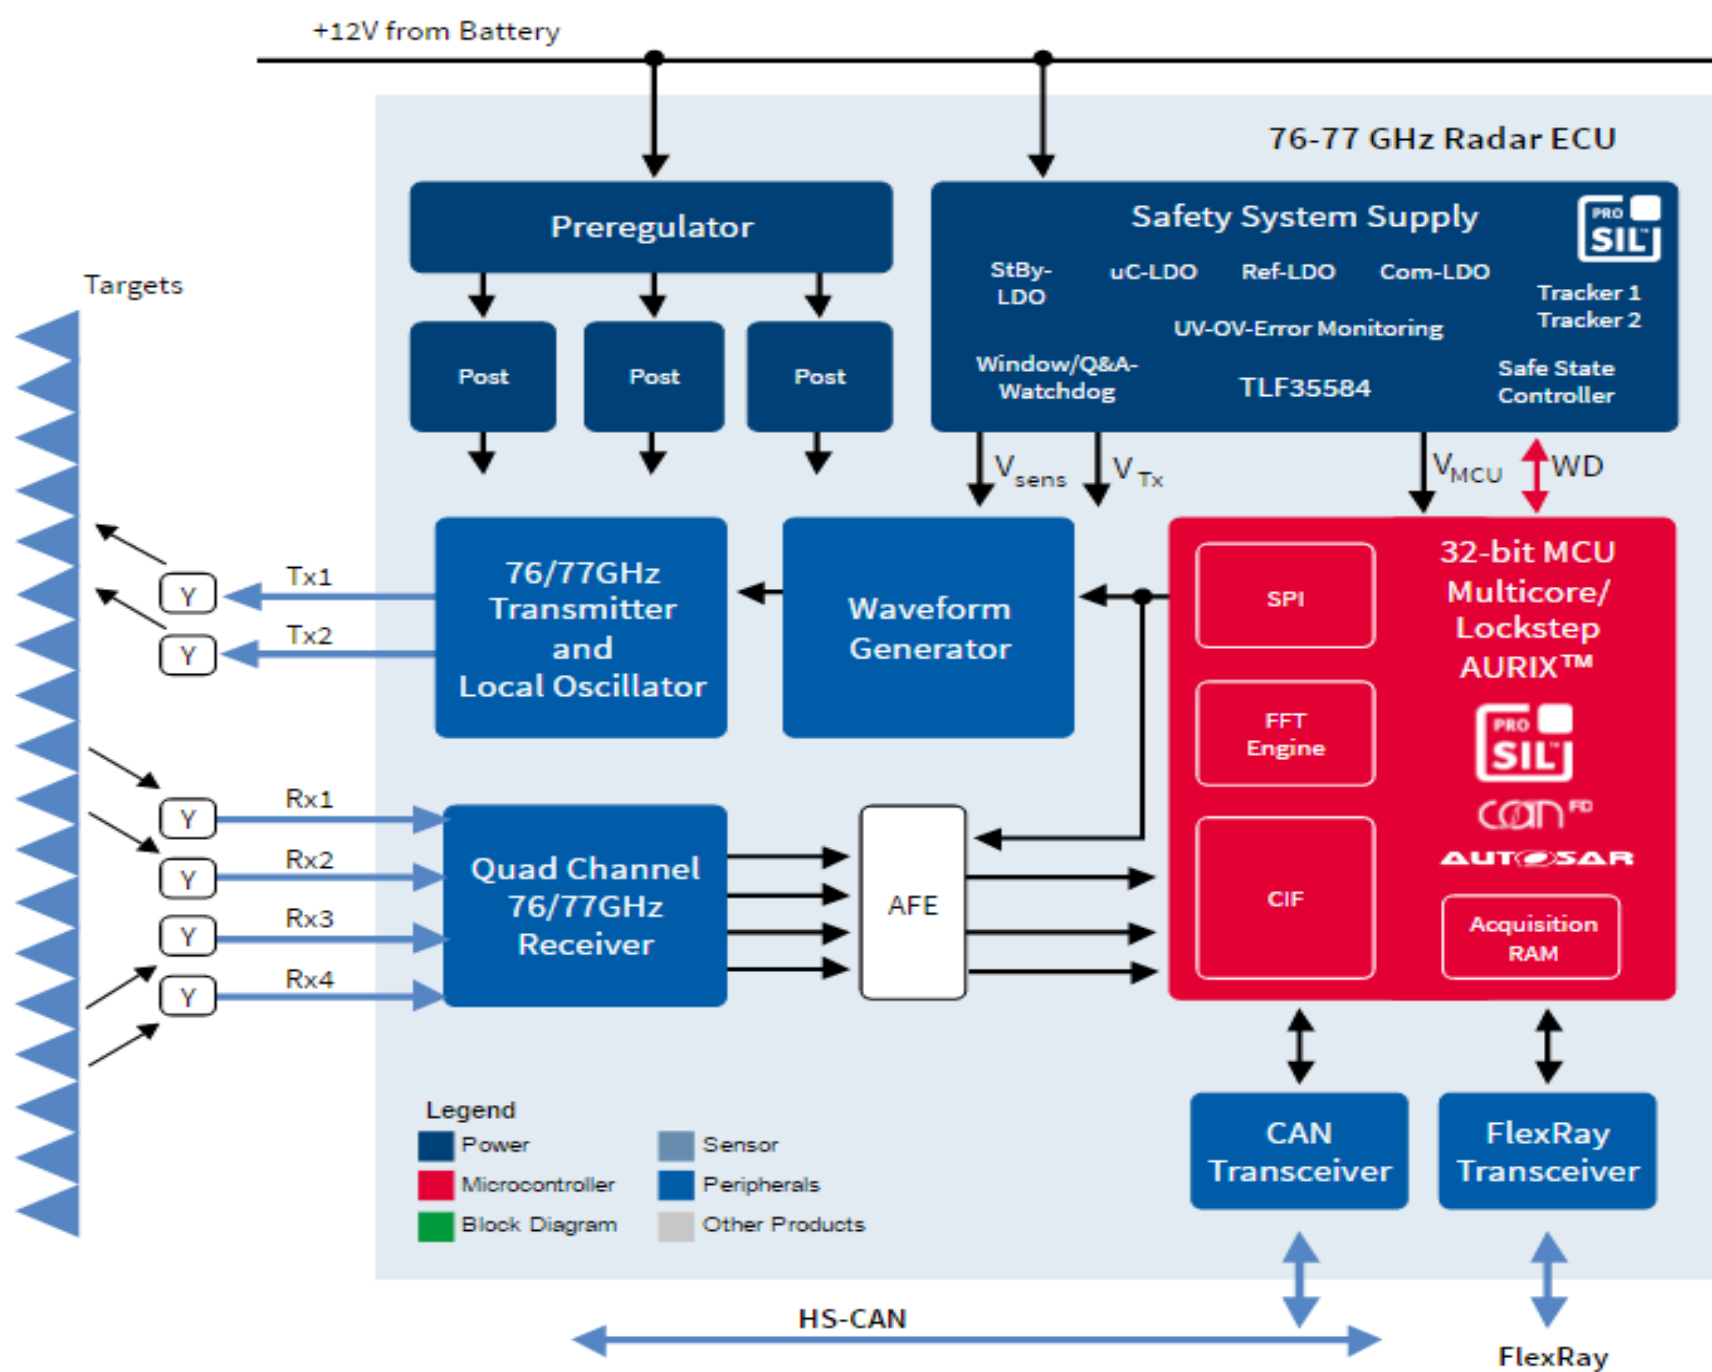 +12V from Battery
76-77 GHz Radar ECU
Preregulator
Safety System Supply
PRO
SIL™
StBy-
LDO
uC-LDO
Ref-LDO
Com-LDO
Tracker 1
Tracker 2
UV-OV-Error Monitoring
Window/Q&A-
Watchdog
TLF35584
Safe State
Controller
Targets
Post
Post
Post
Vsens
V Tx
VMCU
WD
Y
Tx1
Y
Tx2
76/77GHz
Transmitter
and
Local Oscillator
Waveform
Generator
SPI
FFT
Engine
CIF
32-bit MCU
Multicore/
Lockstep
AURIX™
PRO
SIL™
CAN FD
AUTOSAR
Acquisition
RAM
Y
Rx1
Y
Rx2
Y
Rx3
Y
Rx4
Quad Channel
76/77GHz
Receiver
AFE
Legend
Power
Sensor
Microcontroller
Peripherals
Block Diagram
Other Products
CAN
Transceiver
FlexRay
Transceiver
HS-CAN
FlexRay